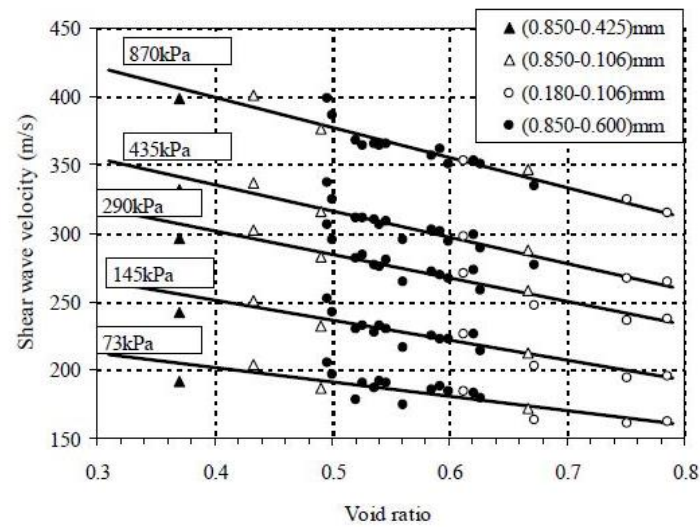 450
400
350
300
250
200
150
Shear wave velocity (m/s)
870kPa
435kPa
290kPa
145kPa
73kPa
(0.850-0.425)mm
(0.850-0.106)mm
(0.180-0.106)mm
(0.850-0.600)mm
0.3 0.4 0.5 0.6 0.7 0.8
Void ratio